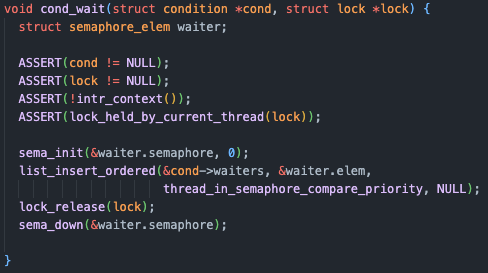 void cond_wait(struct condition *cond, struct lock *lock) {
  struct semaphore_elem waiter;

  ASSERT(cond != NULL);
  ASSERT(lock != NULL);
  ASSERT(!intr_context());
  ASSERT(lock_held_by_current_thread(lock));

  sema_init(&waiter.semaphore, 0);
  list_insert_ordered(&cond->waiters, &waiter.elem,
                      thread_in_semaphore_compare_priority, NULL);
  lock_release(lock);
  sema_down(&waiter.semaphore);

}